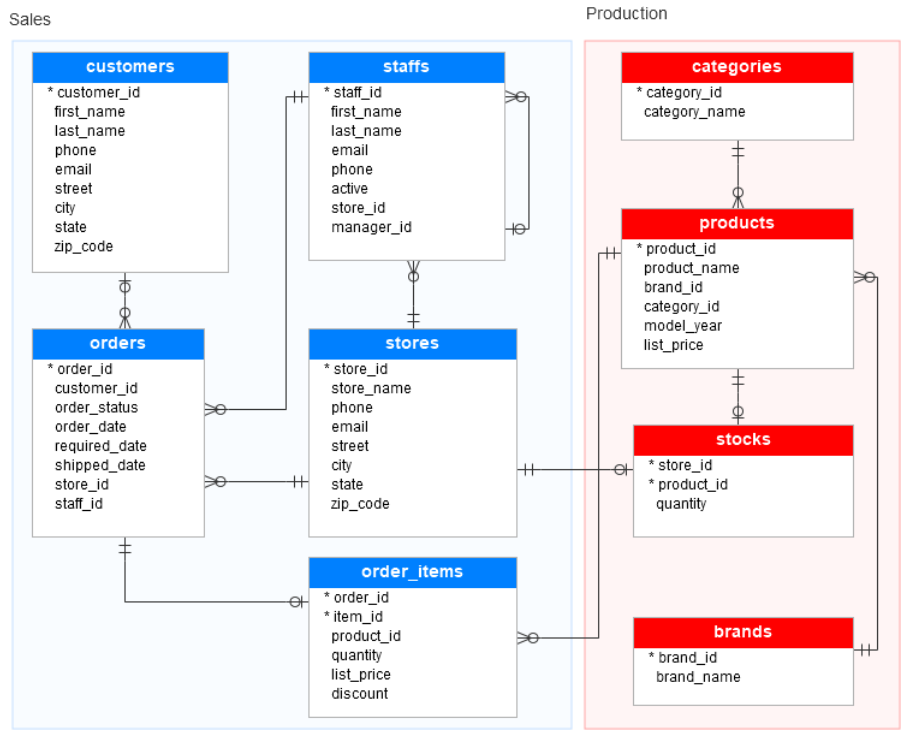 Sales
Production
customers
* customer_id
first_name
last_name
phone
email
street
city
state
zip_code
staffs
* staff_id
first_name
last_name
email
phone
active
store_id
manager_id
categories
* category_id
category_name
products
* product_id
product_name
brand_id
category_id
model_year
list_price
orders
* order_id
customer_id
order_status
order_date
required_date
shipped_date
store_id
staff_id
stores
* store_id
store_name
phone
email
street
city
state
zip_code
stocks
* store_id
* product_id
quantity
order_items
* order_id
* item_id
product_id
quantity
list_price
discount
brands
* brand_id
brand_name